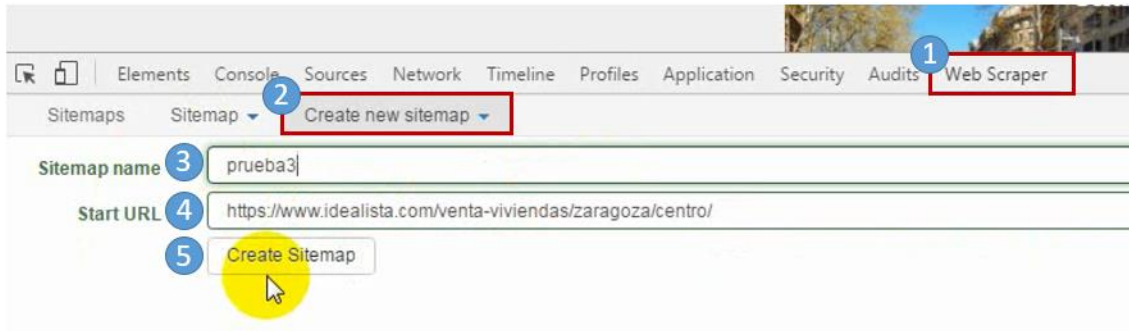 1
Elements Console Sources Network Timeline Profiles Application Security Audits Web Scraper
2
Sitemaps Sitemap Create new sitemap
Sitemap name 3 prueba3
Start URL 4 https://www.idealista.com/venta-viviendas/zaragoza/centro/
5 Create Sitemap